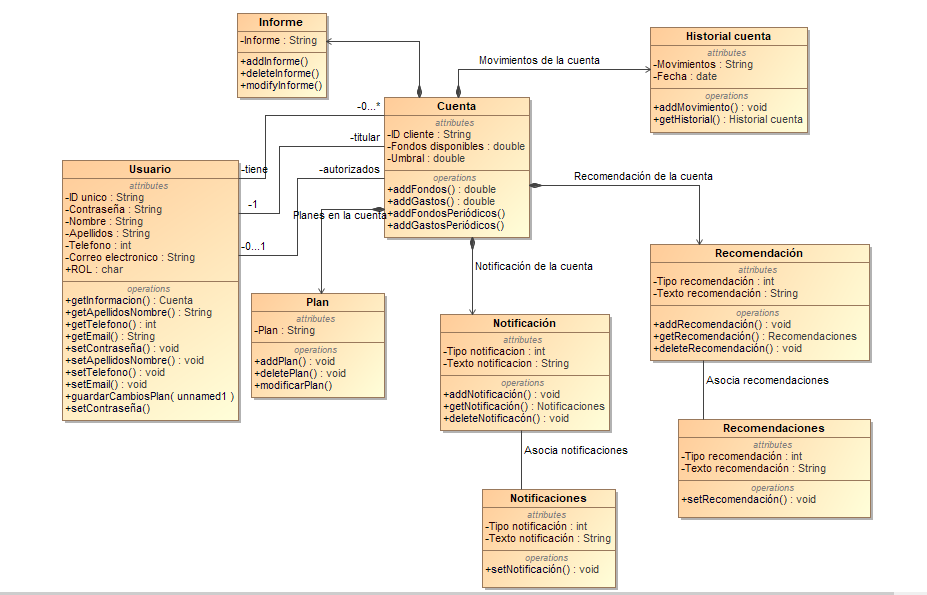 Informe
-Informe : String
+addInforme()
+deleteInforme()
+modifyInforme()
Historial cuenta
attributes
-Movimientos : String
-Fecha : date
operations
+addMovimiento() : void
+getHistorial() : Historial cuenta
Movimientos de la cuenta
-0...*
-titular
-autorizados
-tiene
-1
-0...1
Cuenta
attributes
-ID cliente : String
-Fondos disponibles : double
-Umbral : double
operations
+addFondos() : double
+addGastos() : double
+addFondosPeriódicos()
+addGastosPeriódicos()
Usuario
attributes
-ID unico : String
-Contraseña : String
-Nombre : String
-Apellidos : String
-Telefono : int
-Correo electronico : String
+ROL : char
operations
+getInformacion() : Cuenta
+getApellidosNombre() : String
+getTelefono() : int
+getEmail() : String
+setContraseña() : void
+setApellidosNombre() : void
+setTelefono() : void
+setEmail() : void
+guardarCambiosPlan( unnamed1 )
+setContraseña()
Planes en la cuenta
Recomendación de la cuenta
Notificación de la cuenta
Plan
attributes
-Plan : String
operations
+addPlan() : void
+deletePlan() : void
+modificarPlan()
Notificación
attributes
-Tipo notificacion : int
-Texto notificacion : String
operations
+addNotificación() : void
+getNotificación() : Notificaciones
+deleteNotificacón() : void
Recomendación
attributes
-Tipo recomendación : int
-Texto recomendación : String
operations
+addRecomendación() : void
+getRecomendación() : Recomendaciones
+deleteRecomendación() : void
Asocia recomendaciones
Asocia notificaciones
Recomendaciones
attributes
-Tipo recomendación : int
-Texto recomendación : String
operations
+setRecomendación() : void
Notificaciones
attributes
-Tipo notificación : int
-Texto notificación : String
operations
+setNotificación() : void